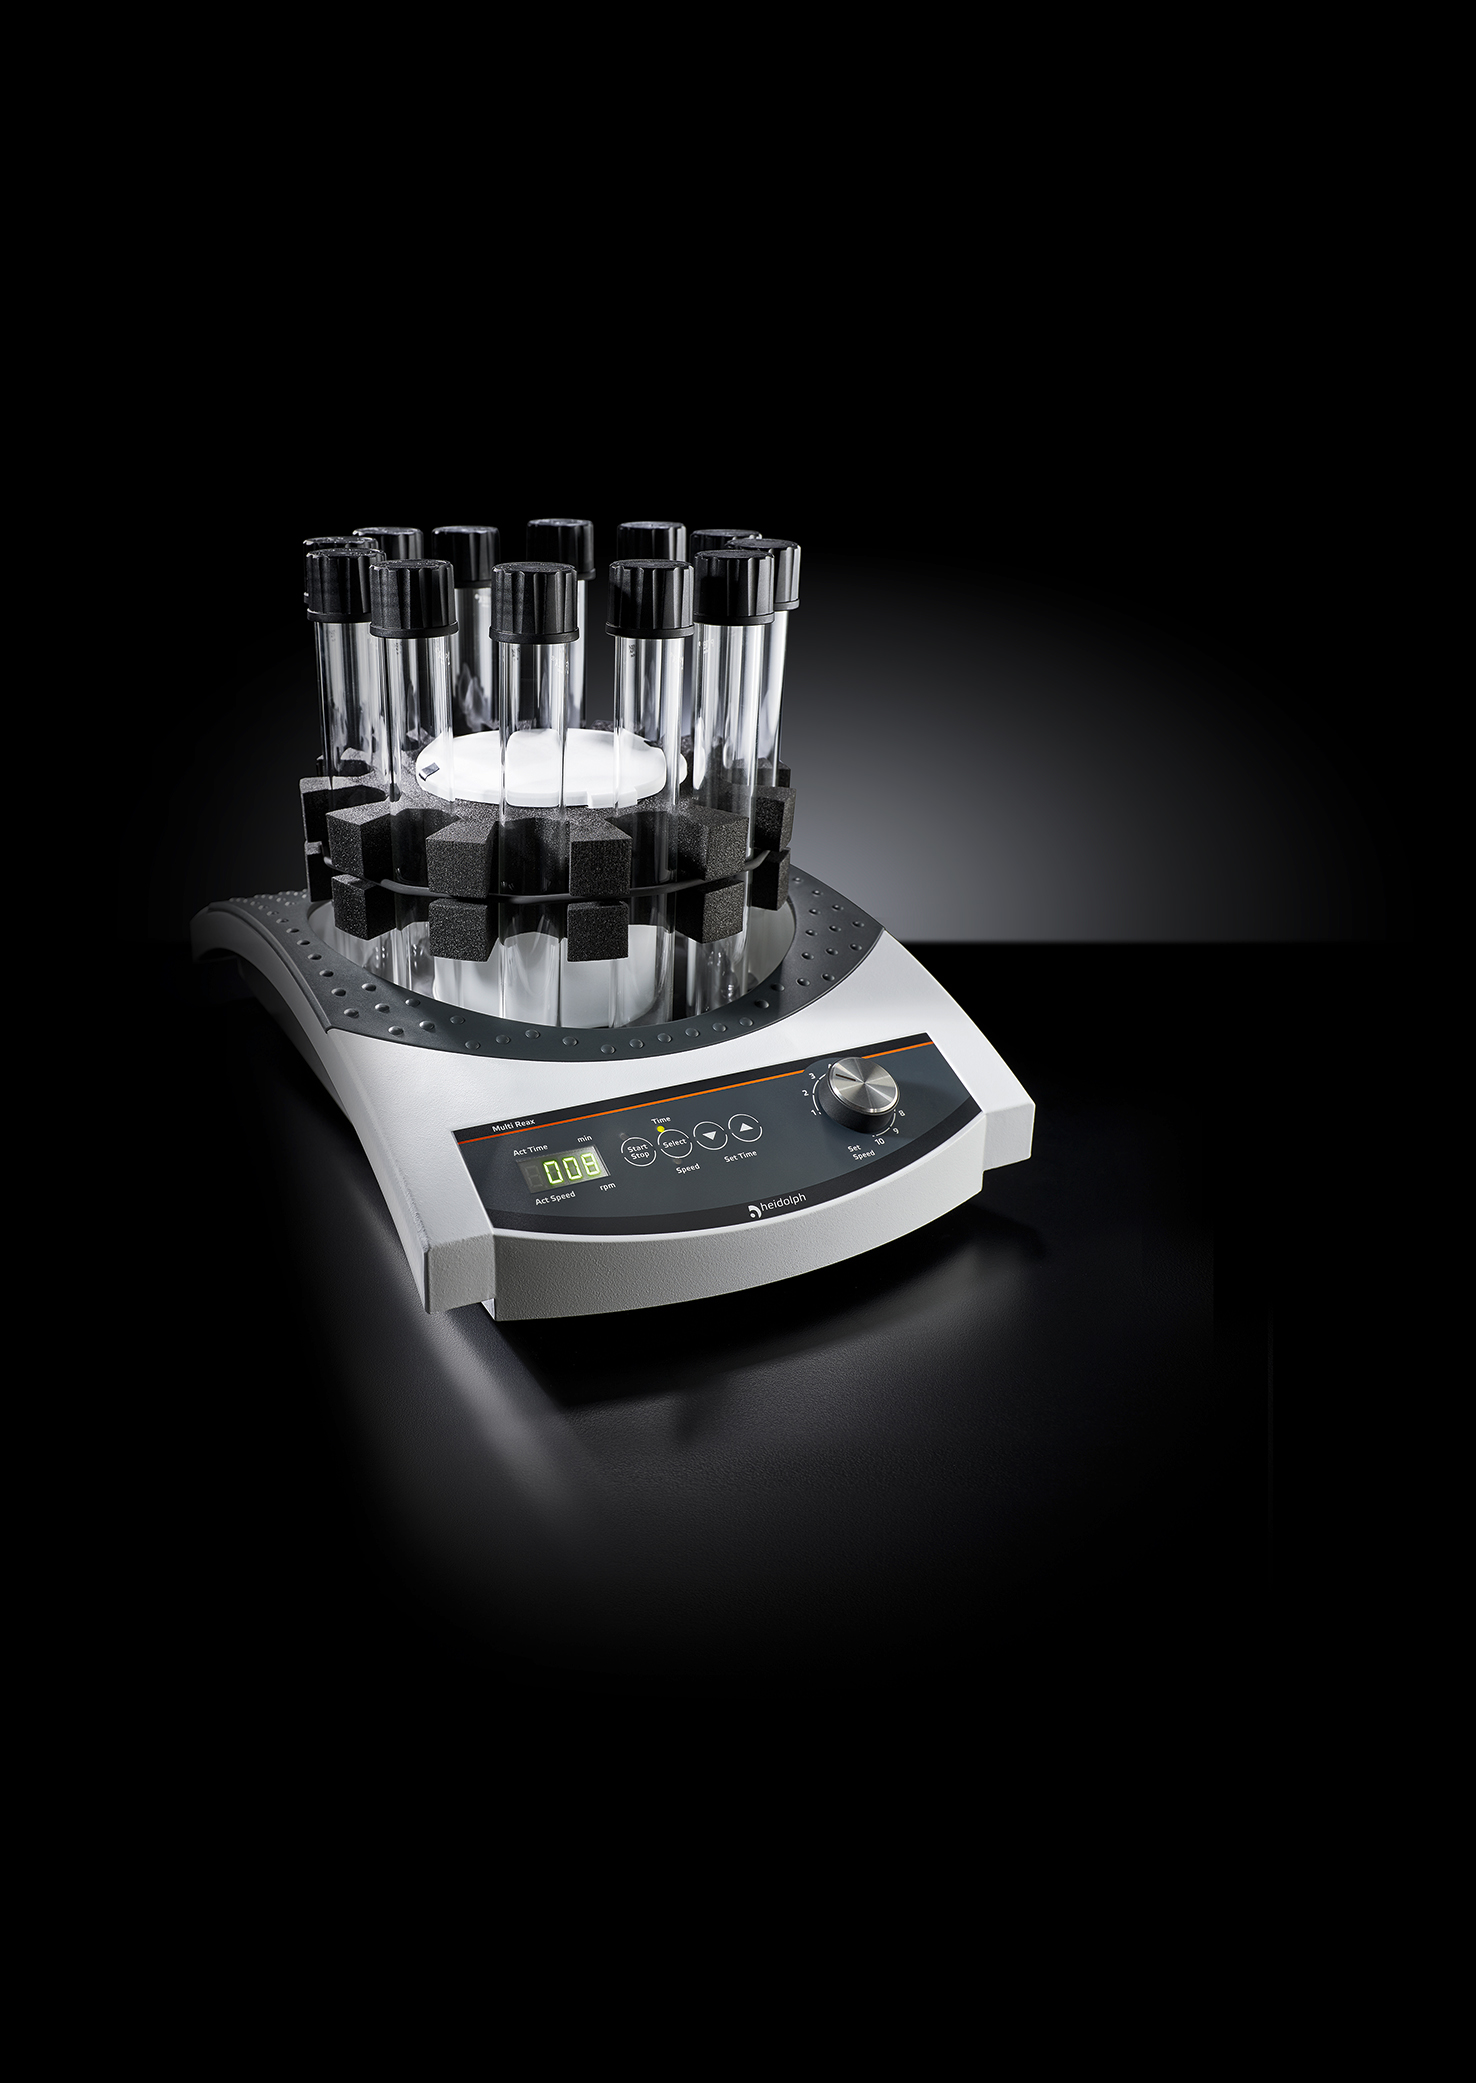 Multi Reax
Act Time
min
008
Act Speed
rpm
Start
Stop
Time
Select
Speed
Set Time
1
2
3
8
9
10
Set
Speed
heidolph